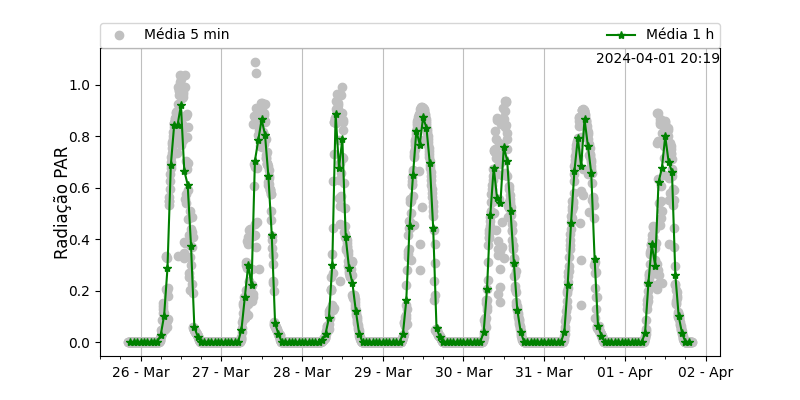 Média 5 min
Média 1 h
2024-04-01 20:19
Radiação PAR
1.0
0.8
0.6
0.4
0.2
0.0
26 - Mar
27 - Mar
28 - Mar
29 - Mar
30 - Mar
31 - Mar
01 - Apr
02 - Apr